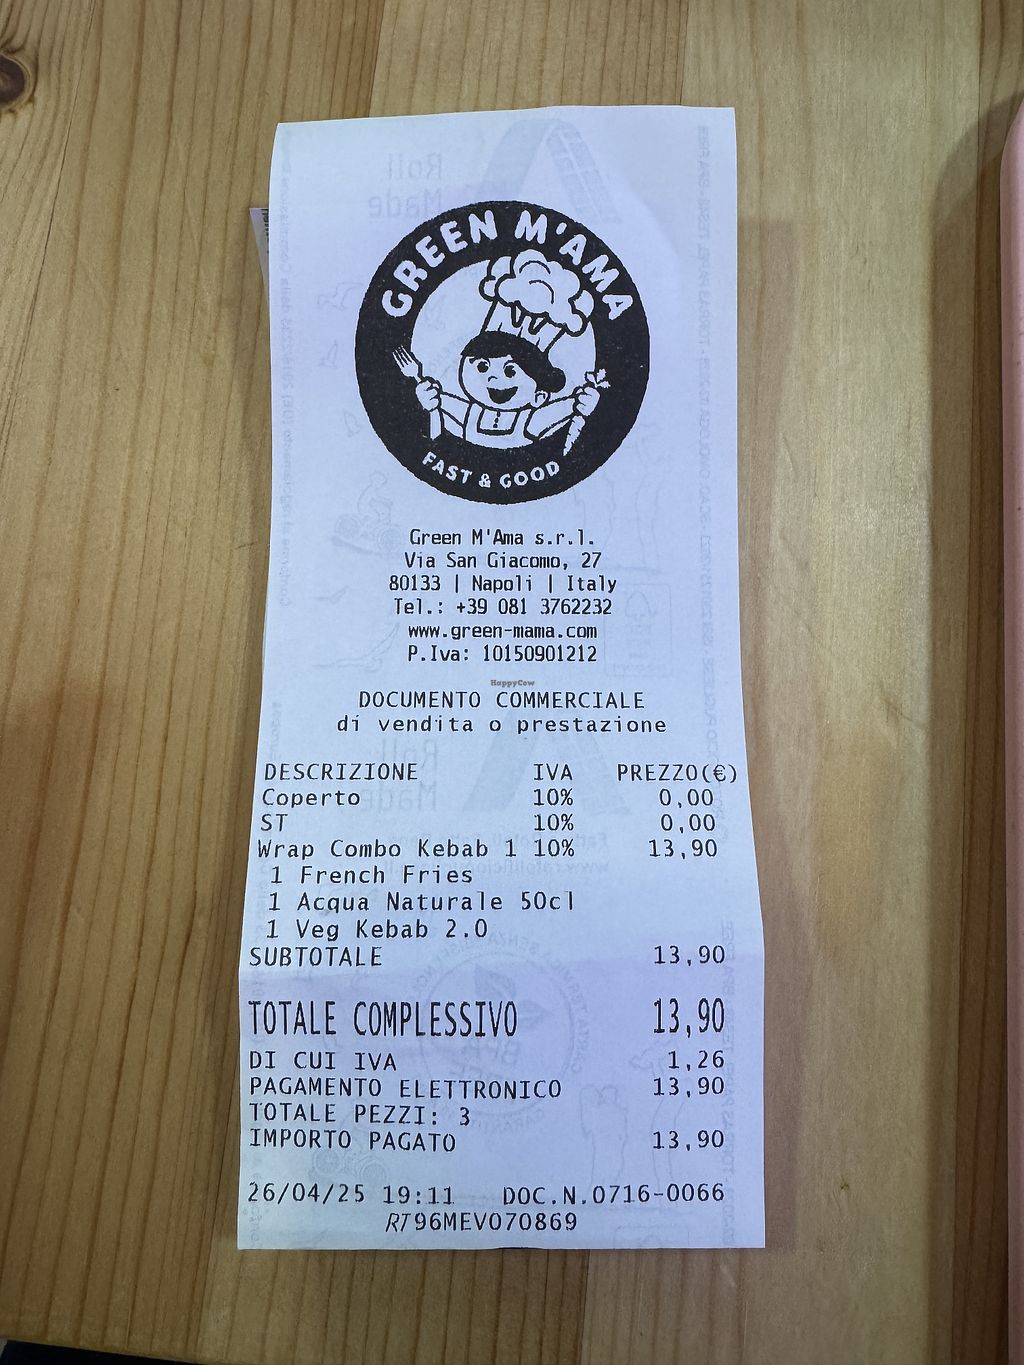 GREEN M'AMA
FAST & GOOD
Green M'Ama s.r.l.
Via San Giacomo, 27
80133 | Napoli | Italy
Tel.: +39 081 3762232
www.green-mama.com
P.Iva: 10150901212
HappyCow
DOCUMENTO COMMERCIALE
di vendita o prestazione
DESCRIZIONE IVA PREZZO(€)
Coperto 10% 0,00
ST 10% 0,00
Wrap Combo Kebab 1 10% 13,90
1 French Fries
1 Acqua Naturale 50cl
1 Veg Kebab 2.0
SUBTOTALE 13,90
TOTALE COMPLESSIVO 13,90
DI CUI IVA 1,26
PAGAMENTO ELETTRONICO 13,90
TOTALE PEZZI: 3
IMPORTO PAGATO 13,90
26/04/25 19:11 DOC.N.0716-0066
RT96MEV070869